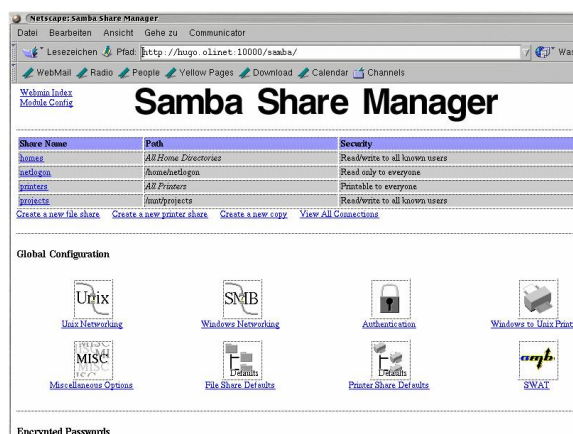 Netscape: Samba Share Manager
Datei Bearbeiten Ansicht Gehe zu Communicator
Lesezeichen Pfad: http://hugo.olinet:10000/samba/ Was
WebMail Radio People Yellow Pages Download Calendar Channels
Webmin Index
Module Config
Samba Share Manager
Share Name Path Security
homes All Home Directories Read/write to all known users
netlogon /home/netlogon Read only to everyone
printers All Printers Printable to everyone
projects /mnt/projects Read/write to all known users
Create a new file share Create a new printer share Create a new copy View All Connections
Global Configuration
Unix SMB
Unix Networking Windows Networking Authentication Windows to Unix Print
MISC Defaults Defaults amb
Miscellaneous Options File Share Defaults Printer Share Defaults SWAT
Encrypted Passwords